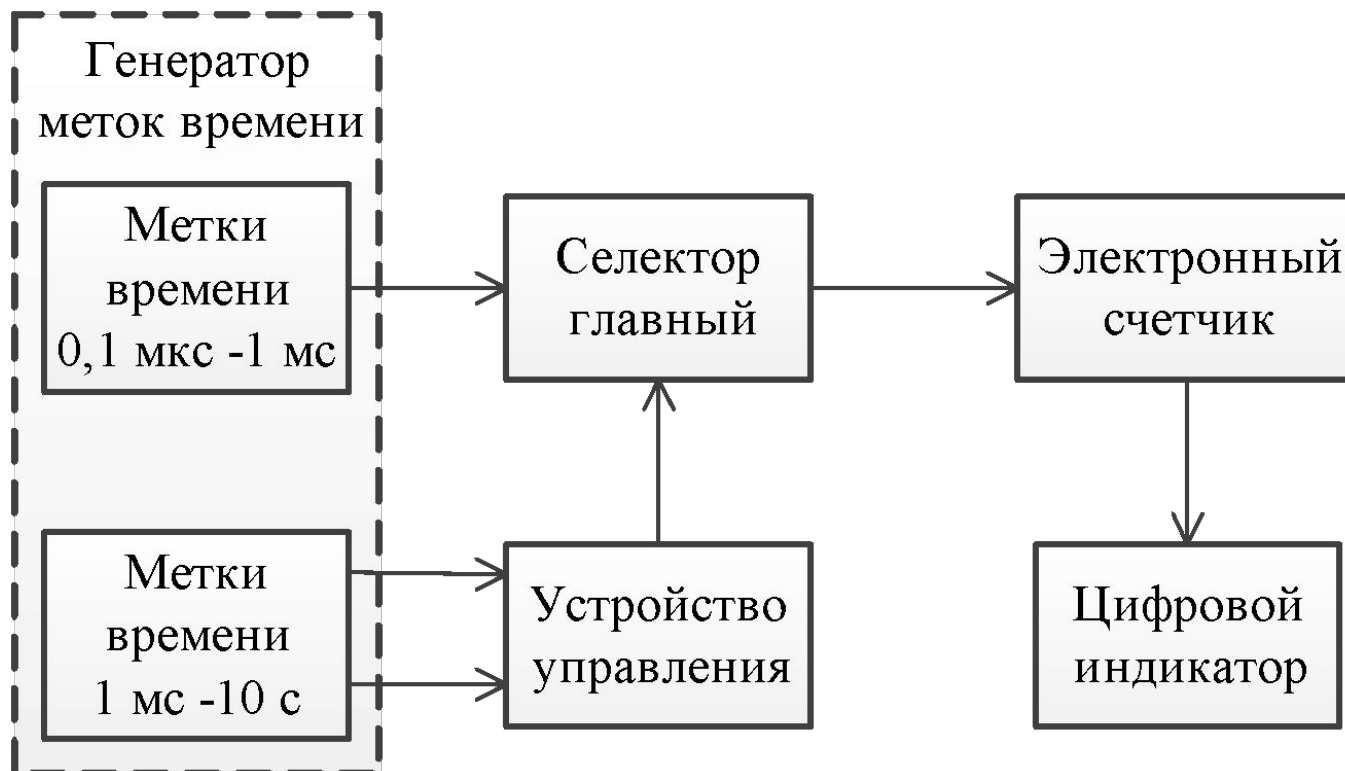 Генератор
меток времени
Метки
времени
0,1 мкс -1 мс
Селектор
главный
Электронный
счетчик
Метки
времени
1 мс -10 с
Устройство
управления
Цифровой
индикатор